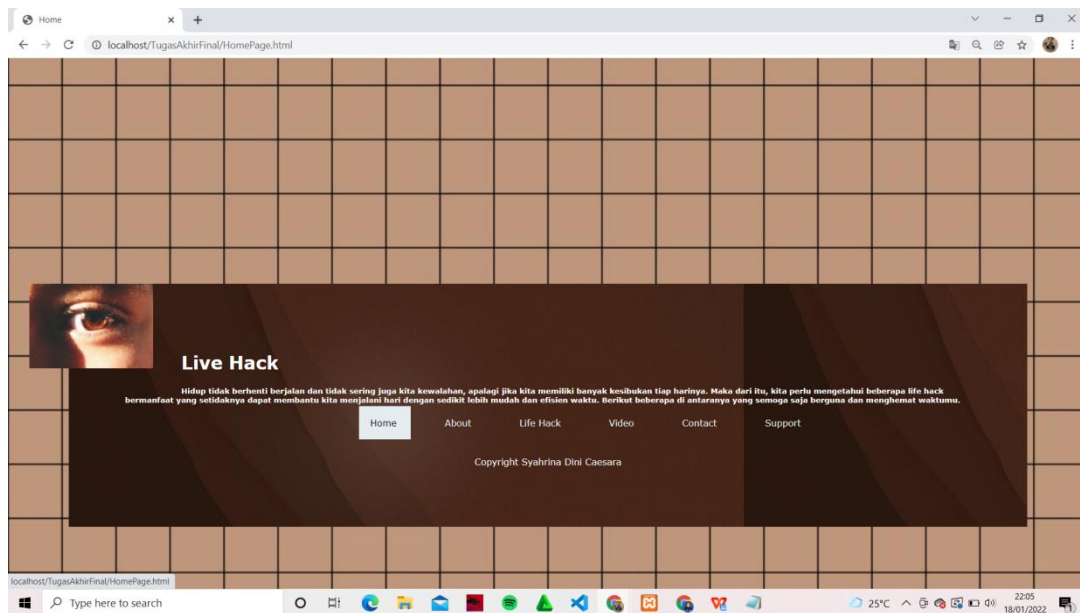 Home
localhost/TugasAkhirFinal/HomePage.html
Live Hack
Hidup tidak berhenti berjalan dan tidak sering juga kita kewalahan, apalagi jika kita memiliki banyak kesibukan tiap harinya. Maka dari itu, kita perlu mengetahui beberapa life hack
bermanfaat yang setidaknya dapat membantu kita menjalani hari dengan sedikit lebih mudah dan efisien waktu. Berikut beberapa di antaranya yang semoga saja berguna dan menghemat waktumu.
Home About Life Hack Video Contact Support
Copyright Syahrina Dini Caesara
localhost/TugasAkhirFinal/HomePage.html
Type here to search
25°C
22:05
18/01/2022